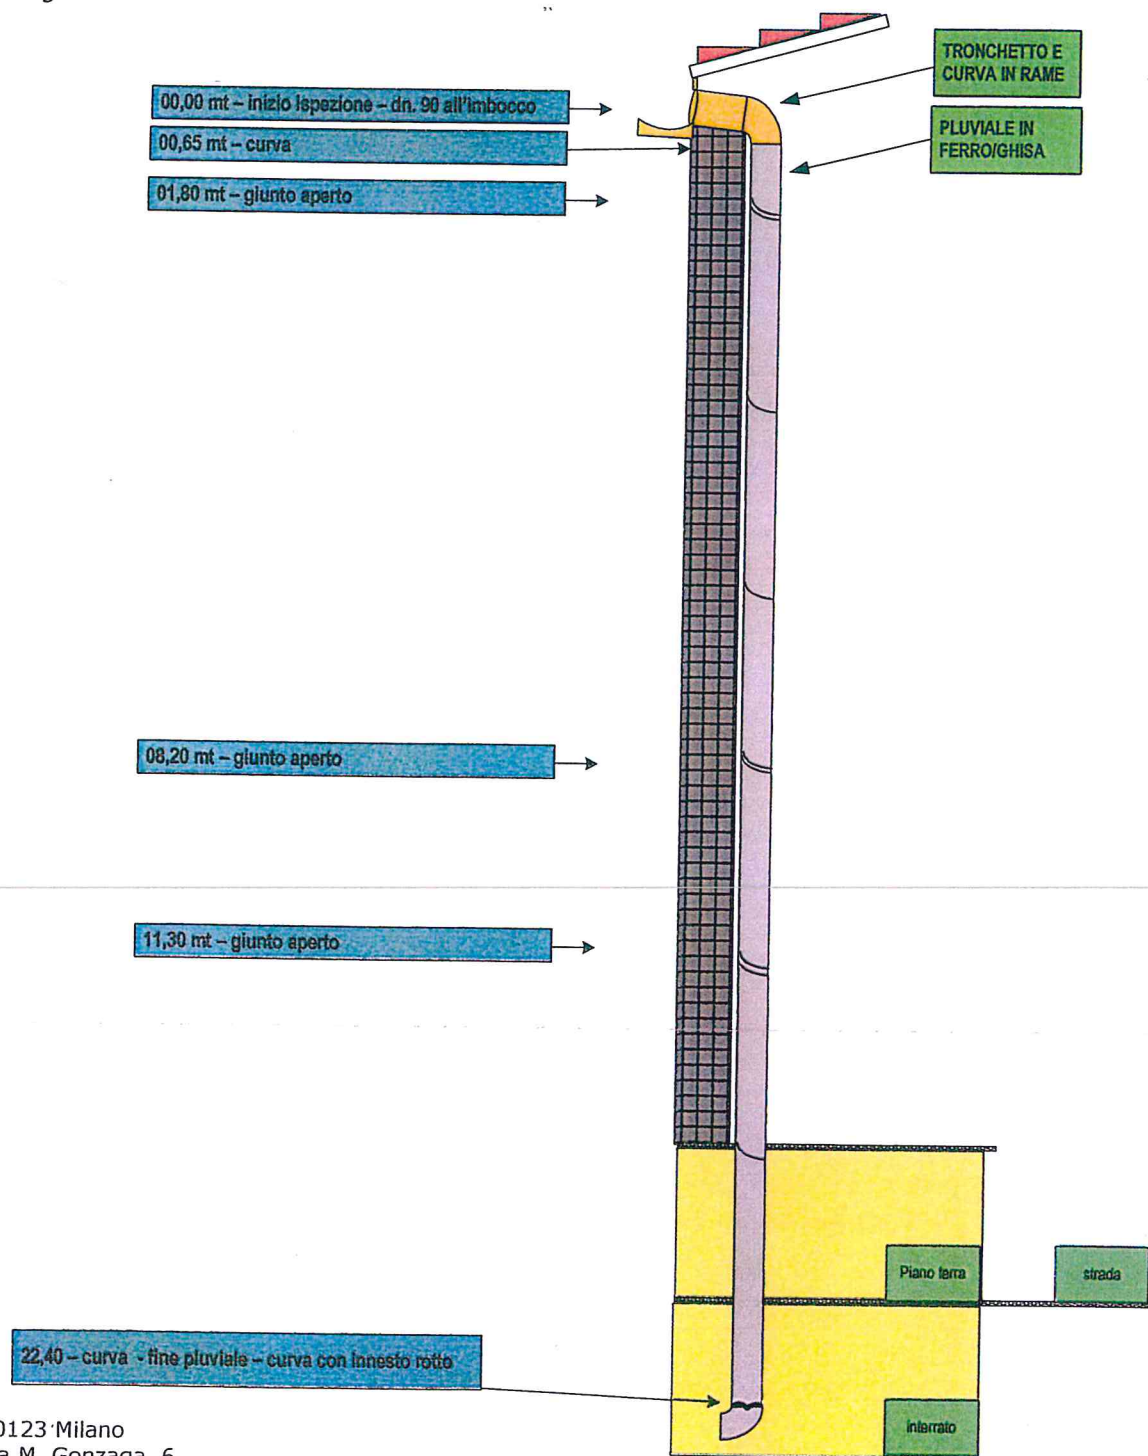 00,00 mt – inizio ispezione – dn. 90 all'imbocco
00,65 mt – curva
01,80 mt – giunto aperto
TRONCHETTO E
CURVA IN RAME
PLUVIALE IN
FERRO/GHISA
08,20 mt – giunto aperto
11,30 mt – giunto aperto
Piano terra
strada
22,40 – curva - fine pluviale – curva con innesto rotto
interrato
0123 Milano
M. Gonzaga, 6